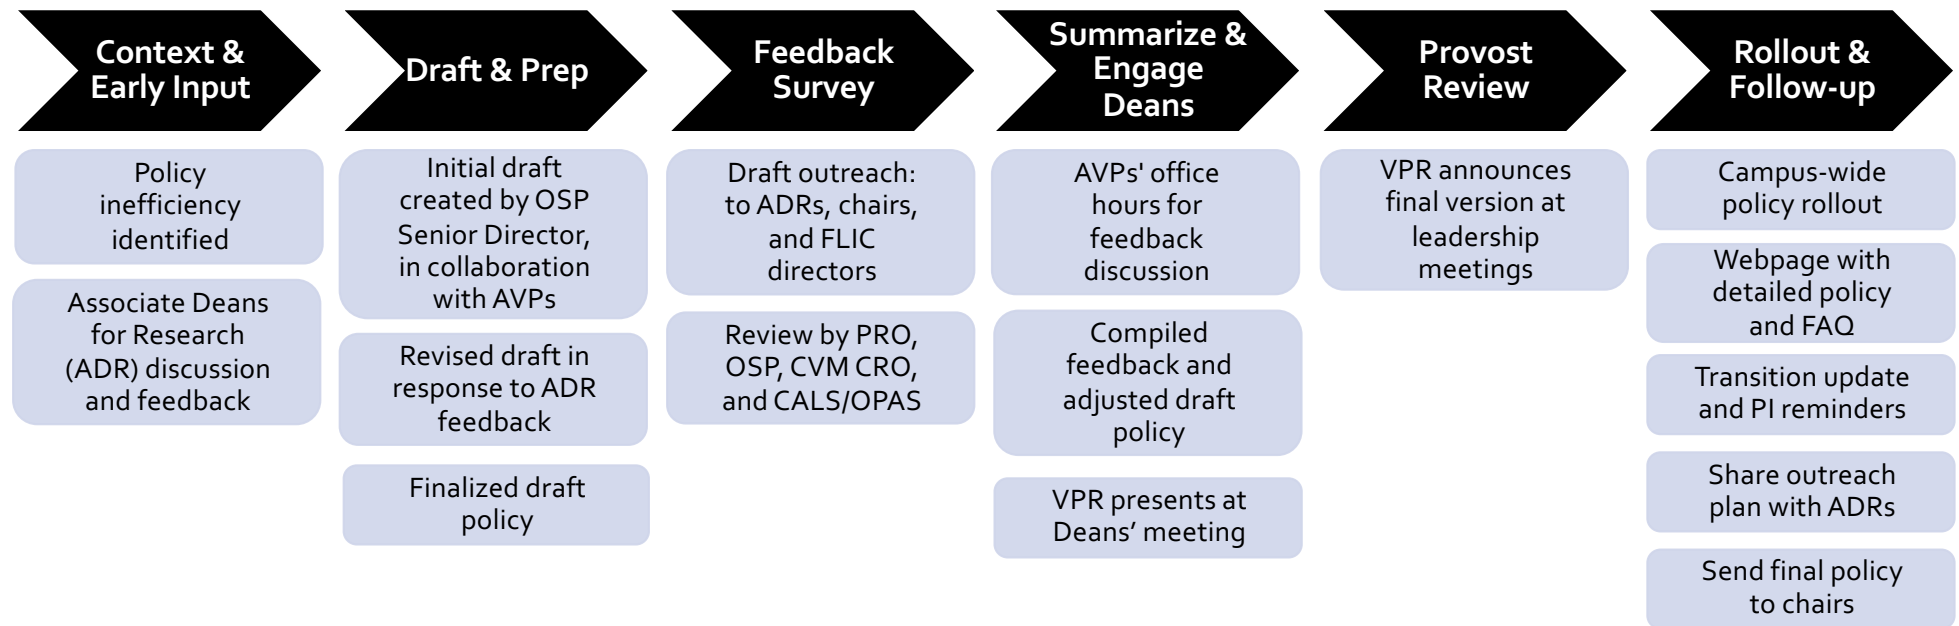 Context &
Early Input
Draft & Prep
Feedback
Survey
Summarize &
Engage
Deans
Provost
Review
Rollout &
Follow-up
Policy
inefficiency
identified
Associate Deans
for Research
(ADR) discussion
and feedback
Initial draft
created by OSP
Senior Director,
in collaboration
with AVPs
Revised draft in
response to ADR
feedback
Finalized draft
policy
Draft outreach:
to ADRs, chairs,
and FLIC
directors
Review by PRO,
OSP, CVM CRO,
and CALS/OPAS
AVPs' office
hours for
feedback
discussion
Compiled
feedback and
adjusted draft
policy
VPR presents at
Deans’ meeting
VPR announces
final version at
leadership
meetings
Campus-wide
policy rollout
Webpage with
detailed policy
and FAQ
Transition update
and PI reminders
Share outreach
plan with ADRs
Send final policy
to chairs